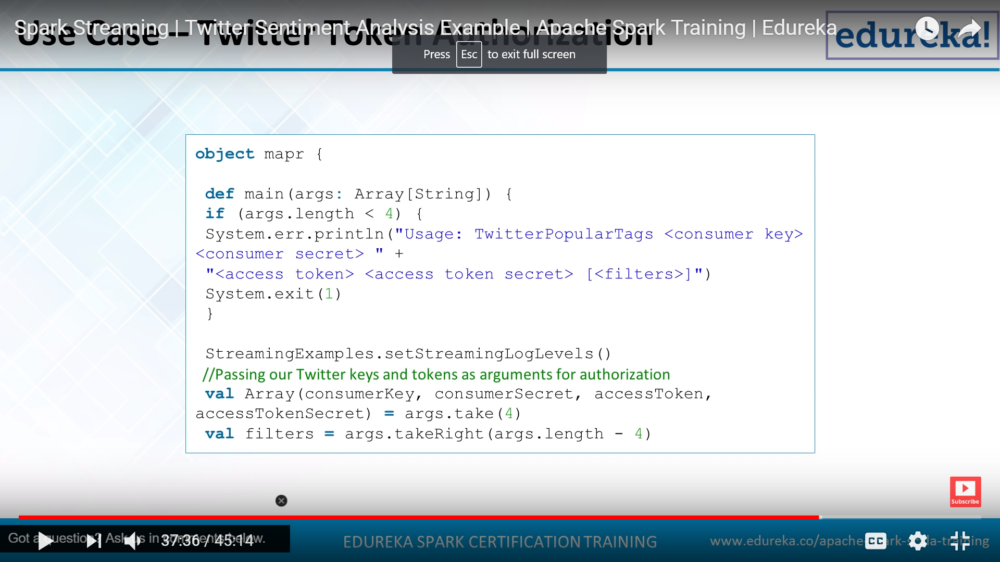 Spark Streaming | Twitter Sentiment Analysis Example | Apache Spark Training | Edureka
Use Case – Twitter Token Authorization
edureka!
Press Esc to exit full screen
object mapr {
def main(args: Array[String]) {
if (args.length < 4) {
System.err.println("Usage: TwitterPopularTags <consumer key>
<consumer secret> " +
"<access token> <access token secret> [<filters>]")
System.exit(1)
}
StreamingExamples.setStreamingLogLevels()
//Passing our Twitter keys and tokens as arguments for authorization
val Array(consumerKey, consumerSecret, accessToken,
accessTokenSecret) = args.take(4)
val filters = args.takeRight(args.length - 4)
Subscribe
Got a question? Ask us in comments below.
37:36 / 45:14
EDUREKA SPARK CERTIFICATION TRAINING
www.edureka.co/apache-spark-scala-training
CC